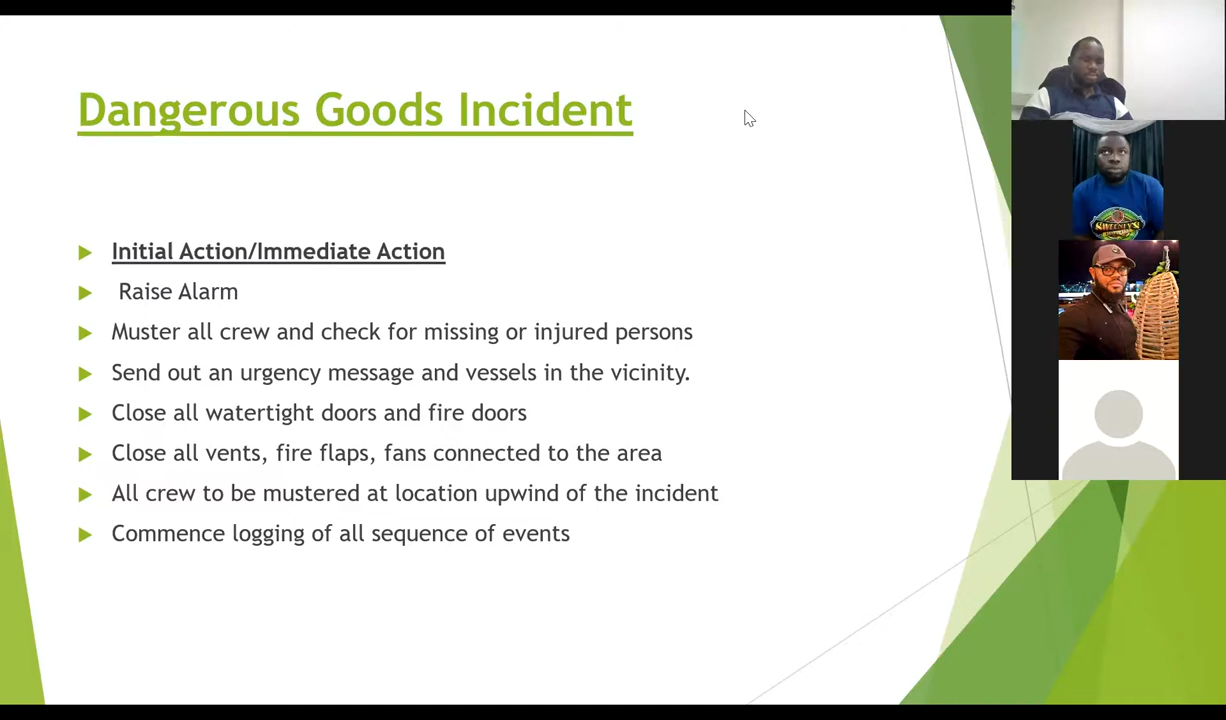 Dangerous Goods Incident
Initial Action/Immediate Action
Raise Alarm
Muster all crew and check for missing or injured persons
Send out an urgency message and vessels in the vicinity.
Close all watertight doors and fire doors
Close all vents, fire flaps, fans connected to the area
All crew to be mustered at location upwind of the incident
Commence logging of all sequence of events
SWEENEY'S